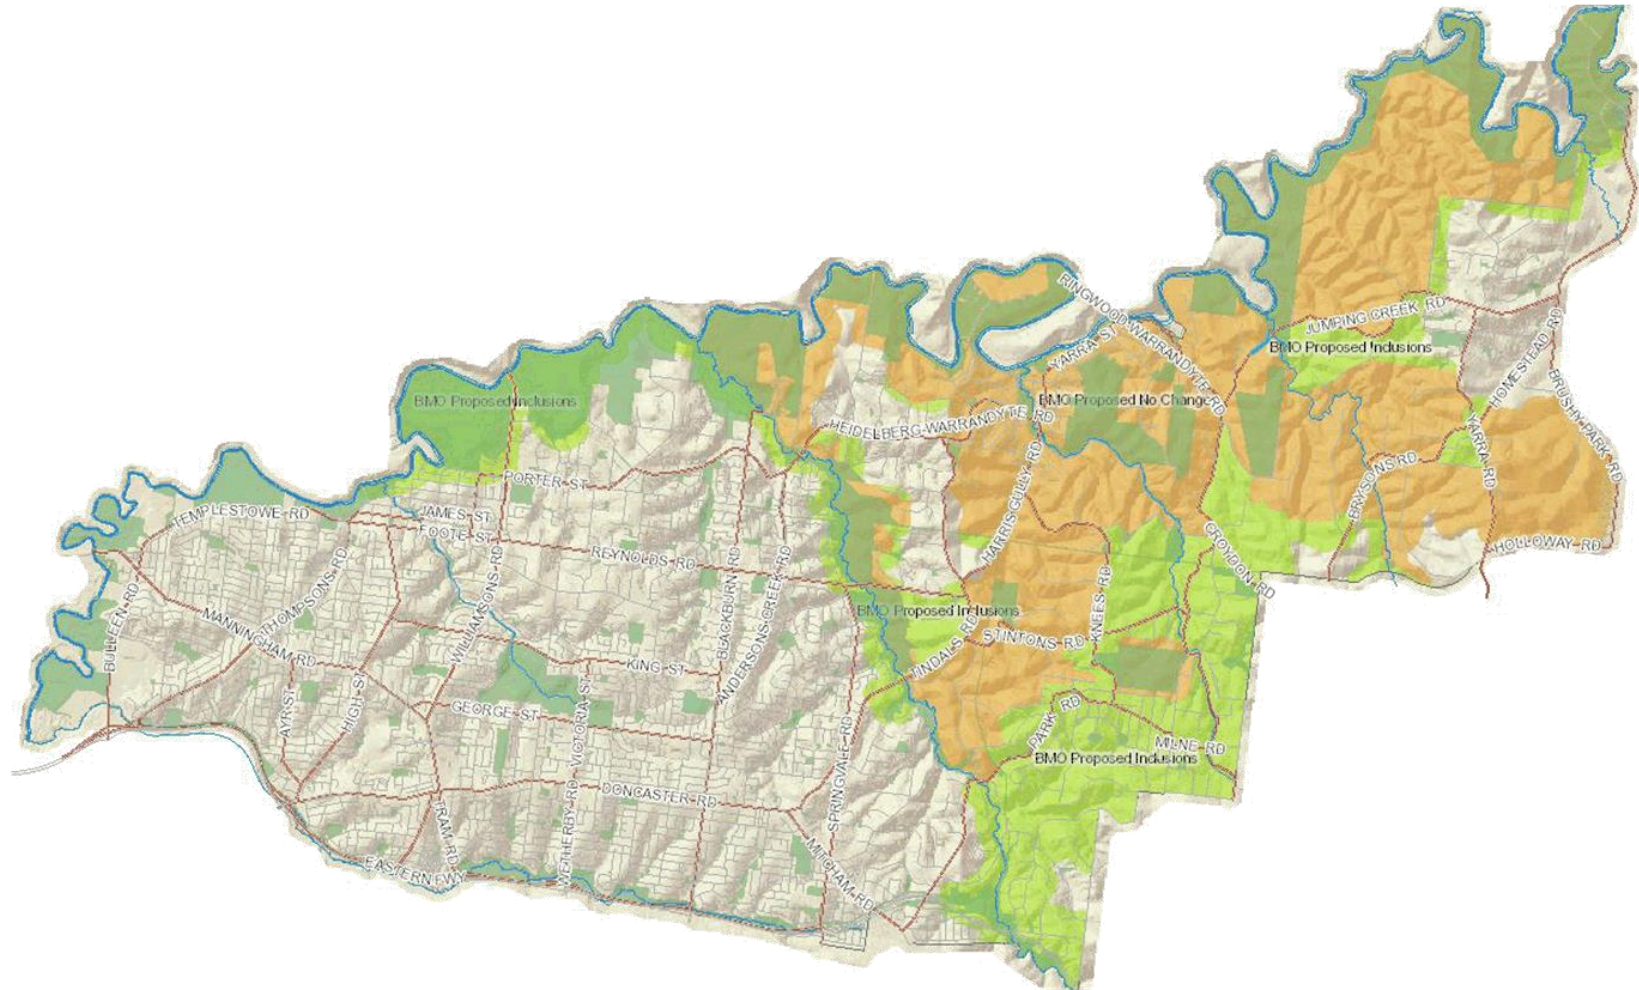 RINGWOOD-WARRANDYTE RD
YARRA ST
JUMPING CREEK RD
BMO Proposed Inclusions
HOMESTEAD RD
BRUSHY PARK RD
BMO Proposed Inclusions
BMO Proposed No Change
HEIDELBERG-WARRANDYTE RD
YARRA RD
BRYSONS RD
PORTER ST
HARRIS GULLY RD
TEMPLESTOWE RD
JAMES ST
FOOTE ST
CROYDON RD
HOLLOWAY RD
REYNOLDS RD
THOMPSONS RD
WILLIAMSONS RD
BLACKBURN RD
ANDERSONS CREEK RD
KNEES RD
BULLEEN RD
MANNINGHAM RD
BMO Proposed Inclusions
STINTONS RD
TINDALS RD
KING ST
AYR ST
HIGH ST
GEORGE ST
VICTORIA ST
WETHERBY RD
SPRINGVALE RD
PARK RD
MILNE RD
BMO Proposed Inclusions
DONCASTER RD
TRAM RD
MITCHAM RD
EASTERN FWY